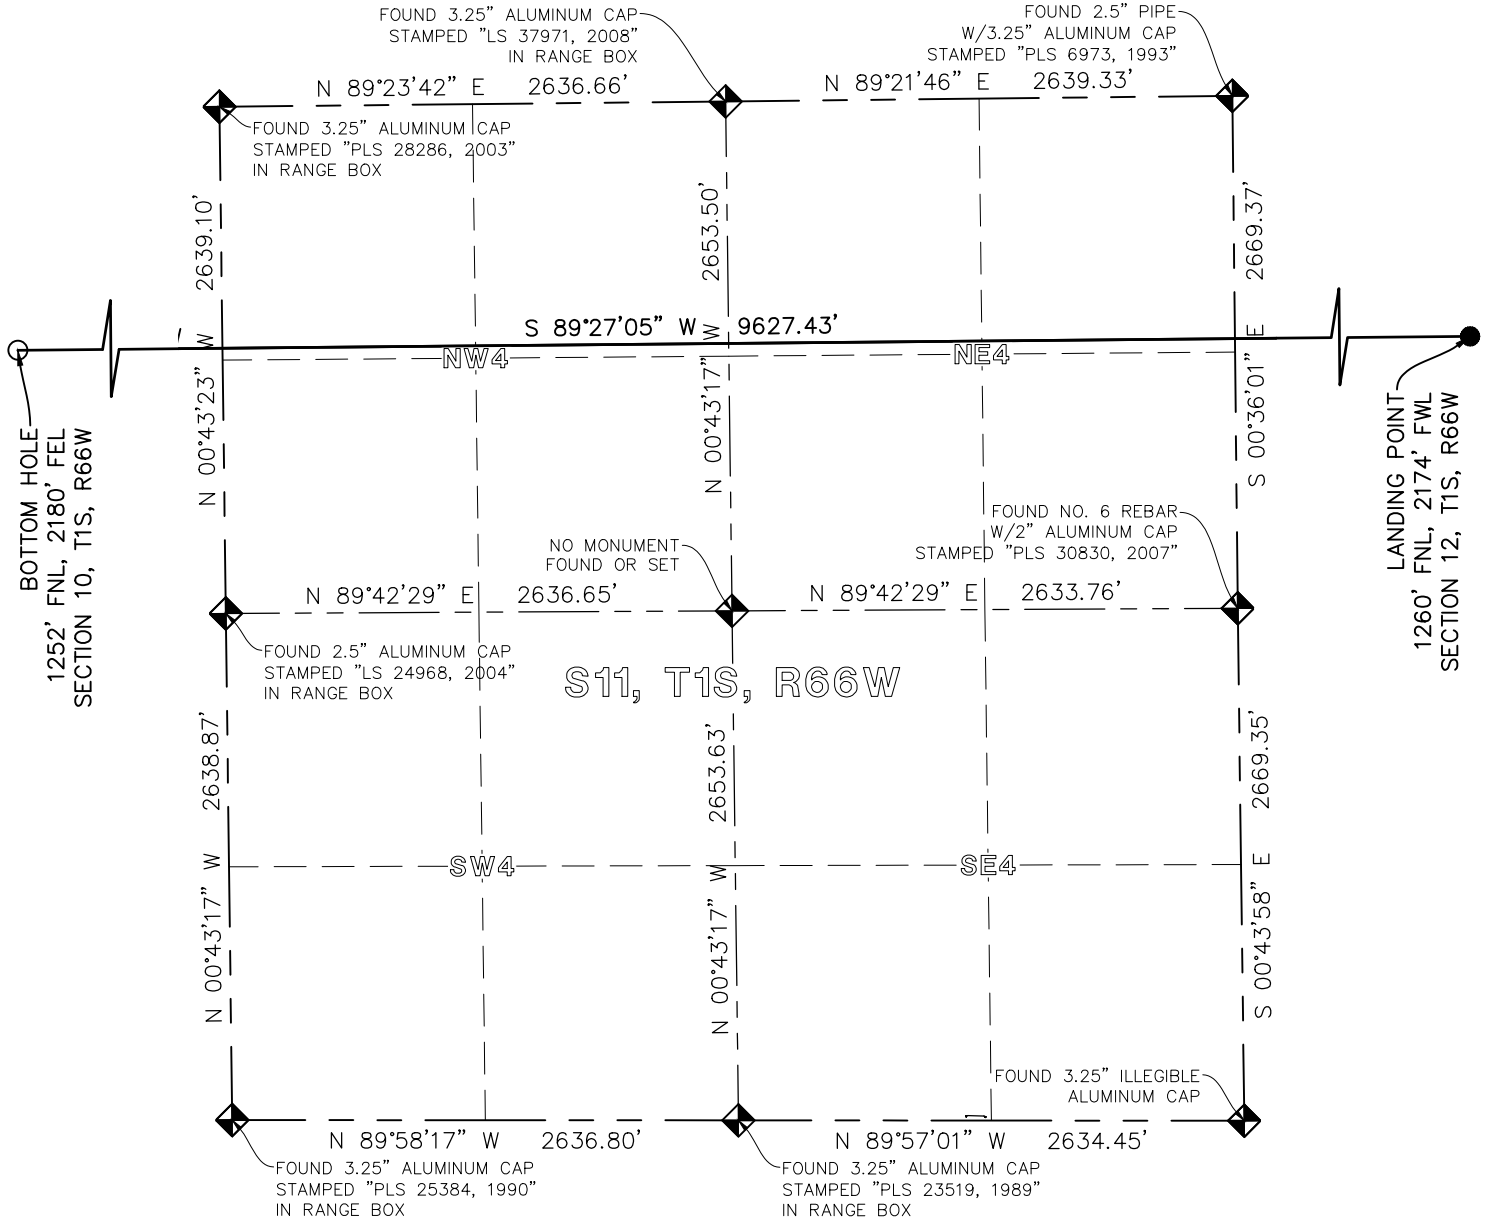 FOUND 3.25" ALUMINUM CAP
STAMPED "LS 37971, 2008"
IN RANGE BOX
FOUND 2.5" PIPE
W/3.25" ALUMINUM CAP
STAMPED "PLS 6973, 1993"
N 89°23'42" E 2636.66'
N 89°21'46" E 2639.33'
FOUND 3.25" ALUMINUM CAP
STAMPED "PLS 28286, 2003"
IN RANGE BOX
N 00°43'23" W 2639.10'
N 00°43'17" W 2653.50'
S 00°36'01" E 2669.37'
S 89°27'05" W 9627.43'
NW4
NE4
BOTTOM HOLE
1252' FNL, 2180' FEL
SECTION 10, T1S, R66W
LANDING POINT
1260' FNL, 2174' FWL
SECTION 12, T1S, R66W
NO MONUMENT
FOUND OR SET
FOUND NO. 6 REBAR
W/2" ALUMINUM CAP
STAMPED "PLS 30830, 2007"
N 89°42'29" E 2636.65'
N 89°42'29" E 2633.76'
FOUND 2.5" ALUMINUM CAP
STAMPED "LS 24968, 2004"
IN RANGE BOX
S11, T1S, R66W
N 00°43'17" W 2638.87'
N 00°43'17" W 2653.63'
S 00°43'58" E 2669.35'
SW4
SE4
FOUND 3.25" ILLEGIBLE
ALUMINUM CAP
N 89°58'17" W 2636.80'
N 89°57'01" W 2634.45'
FOUND 3.25" ALUMINUM CAP
STAMPED "PLS 25384, 1990"
IN RANGE BOX
FOUND 3.25" ALUMINUM CAP
STAMPED "PLS 23519, 1989"
IN RANGE BOX